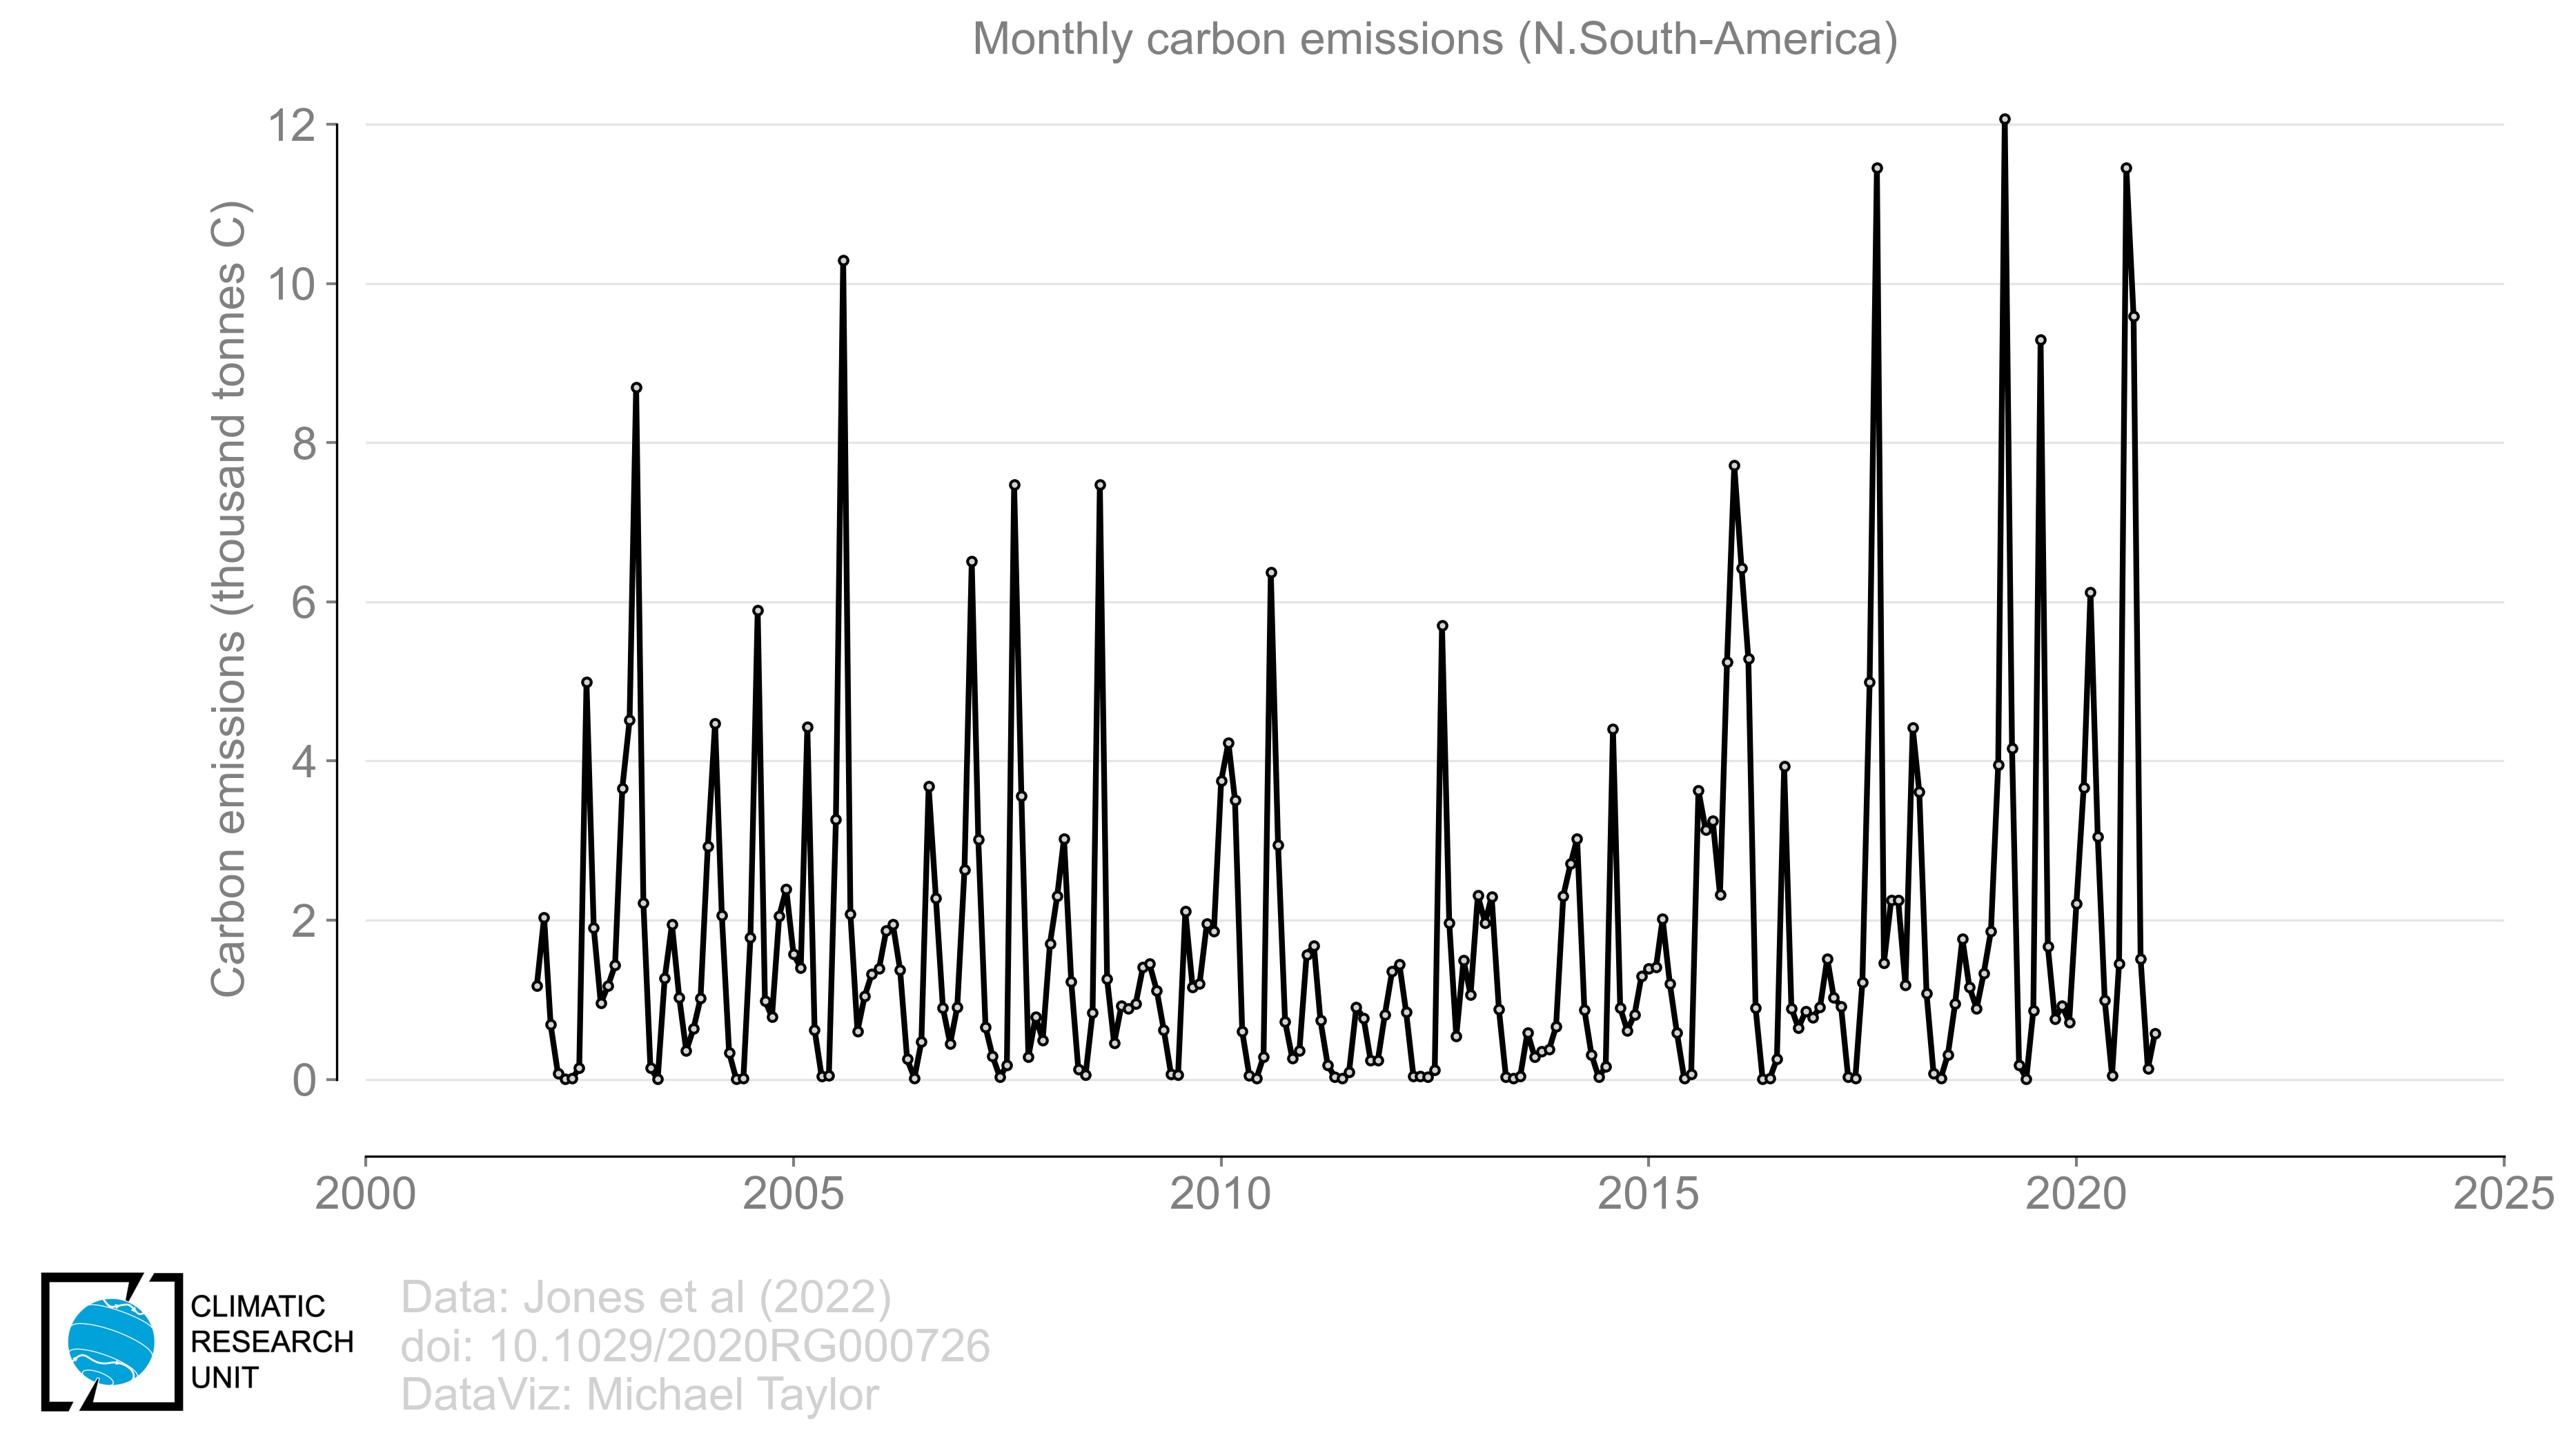 Monthly carbon emissions (N.South-America)
Carbon emissions (thousand tonnes C)
12
10
8
6
4
2
0
2000 2005 2010 2015 2020 2025
CLIMATIC
RESEARCH
UNIT
Data: Jones et al (2022)
doi: 10.1029/2020RG000726
DataViz: Michael Taylor